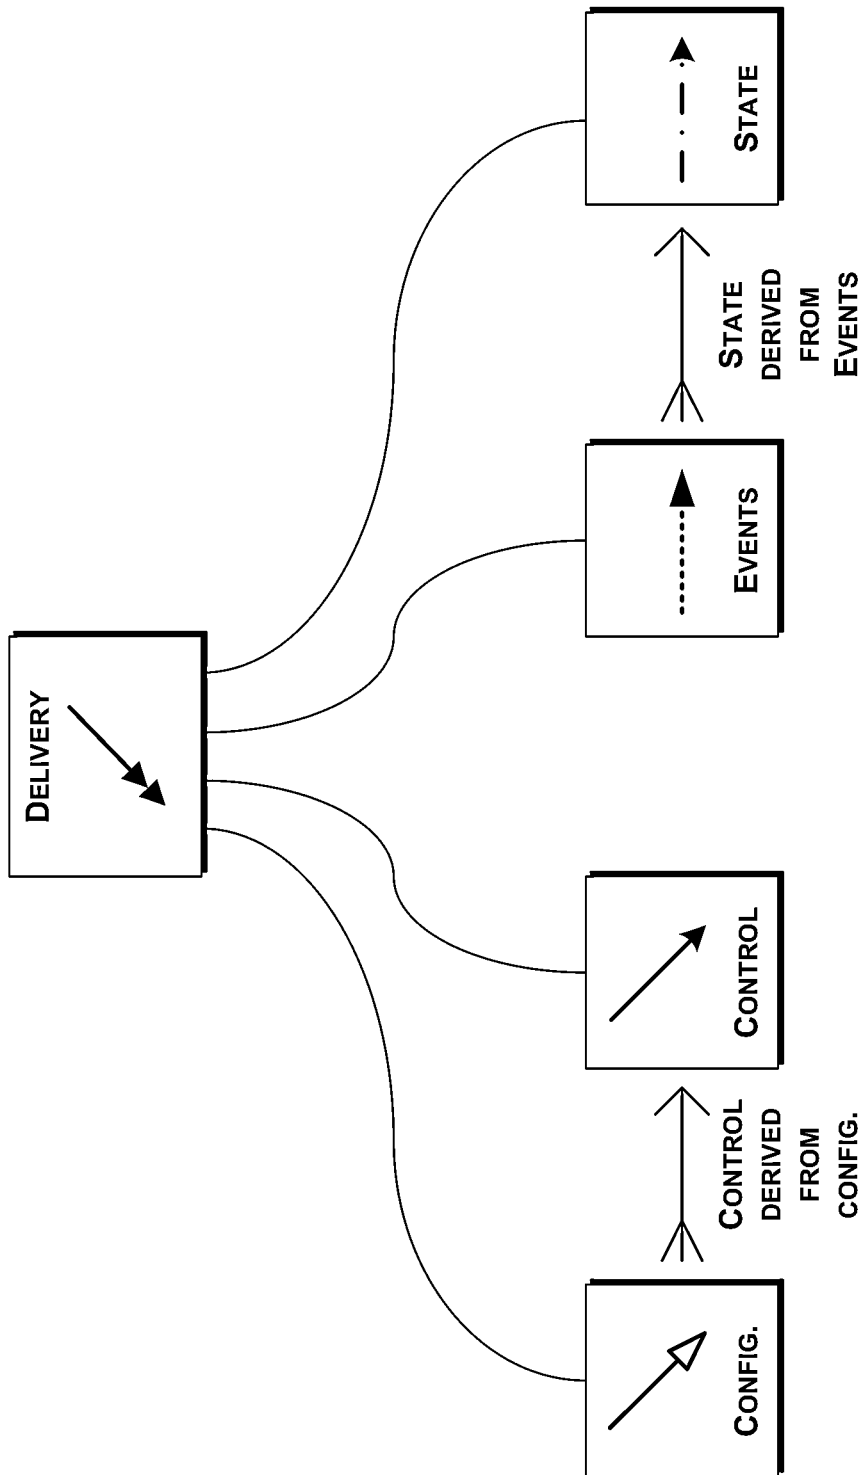 DELIVERY
CONFIG.
CONTROL
DERIVED
FROM
CONFIG.
CONTROL
EVENTS
STATE
DERIVED
FROM
EVENTS
STATE